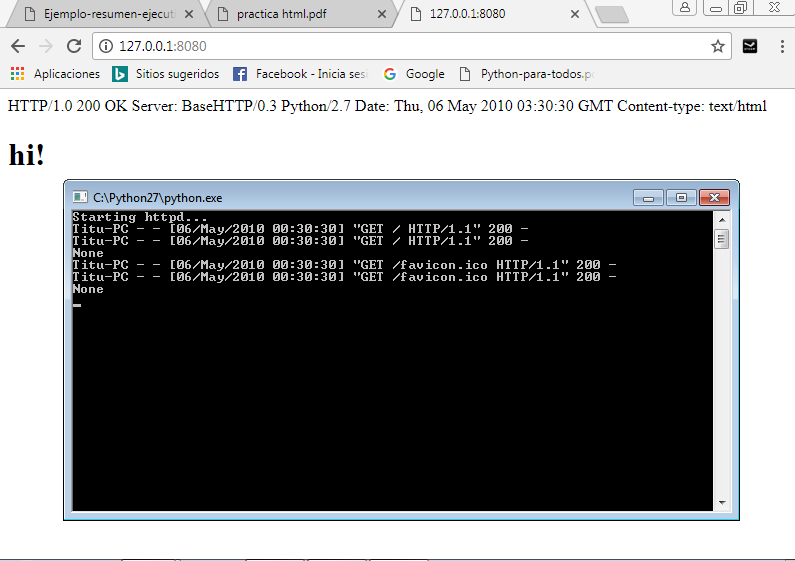 Ejemplo-resumen-ejecut
practica html.pdf
127.0.0.1:8080
127.0.0.1:8080
Aplicaciones
Sitios sugeridos
Facebook - Inicia sesi
Google
Python-para-todos.p
HTTP/1.0 200 OK Server: BaseHTTP/0.3 Python/2.7 Date: Thu, 06 May 2010 03:30:30 GMT Content-type: text/html
hi!
C:\Python27\python.exe
Starting httpd...
Titu-PC - - [06/May/2010 00:30:30] "GET / HTTP/1.1" 200 -
Titu-PC - - [06/May/2010 00:30:30] "GET / HTTP/1.1" 200 -
None
Titu-PC - - [06/May/2010 00:30:30] "GET /favicon.ico HTTP/1.1" 200 -
Titu-PC - - [06/May/2010 00:30:30] "GET /favicon.ico HTTP/1.1" 200 -
None